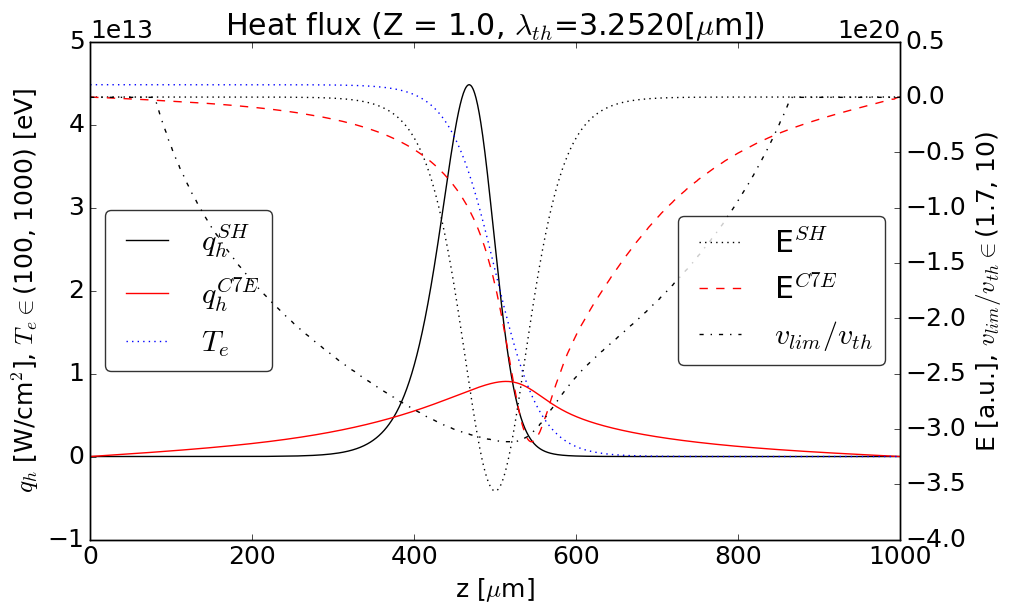 Heat flux (Z = 1.0, λ_th=3.2520[μm])
1e13
1e20
5
4
3
2
1
0
−1
q_h [W/cm²], T_e ∈ (100, 1000) [eV]
q_h^SH
q_h^C7E
T_e
E^SH
E^C7E
v_lim/v_th
0.5
0.0
−0.5
−1.0
−1.5
−2.0
−2.5
−3.0
−3.5
−4.0
E [a.u.], v_lim/v_th ∈ (1.7, 10)
0 200 400 600 800 1000
z [μm]